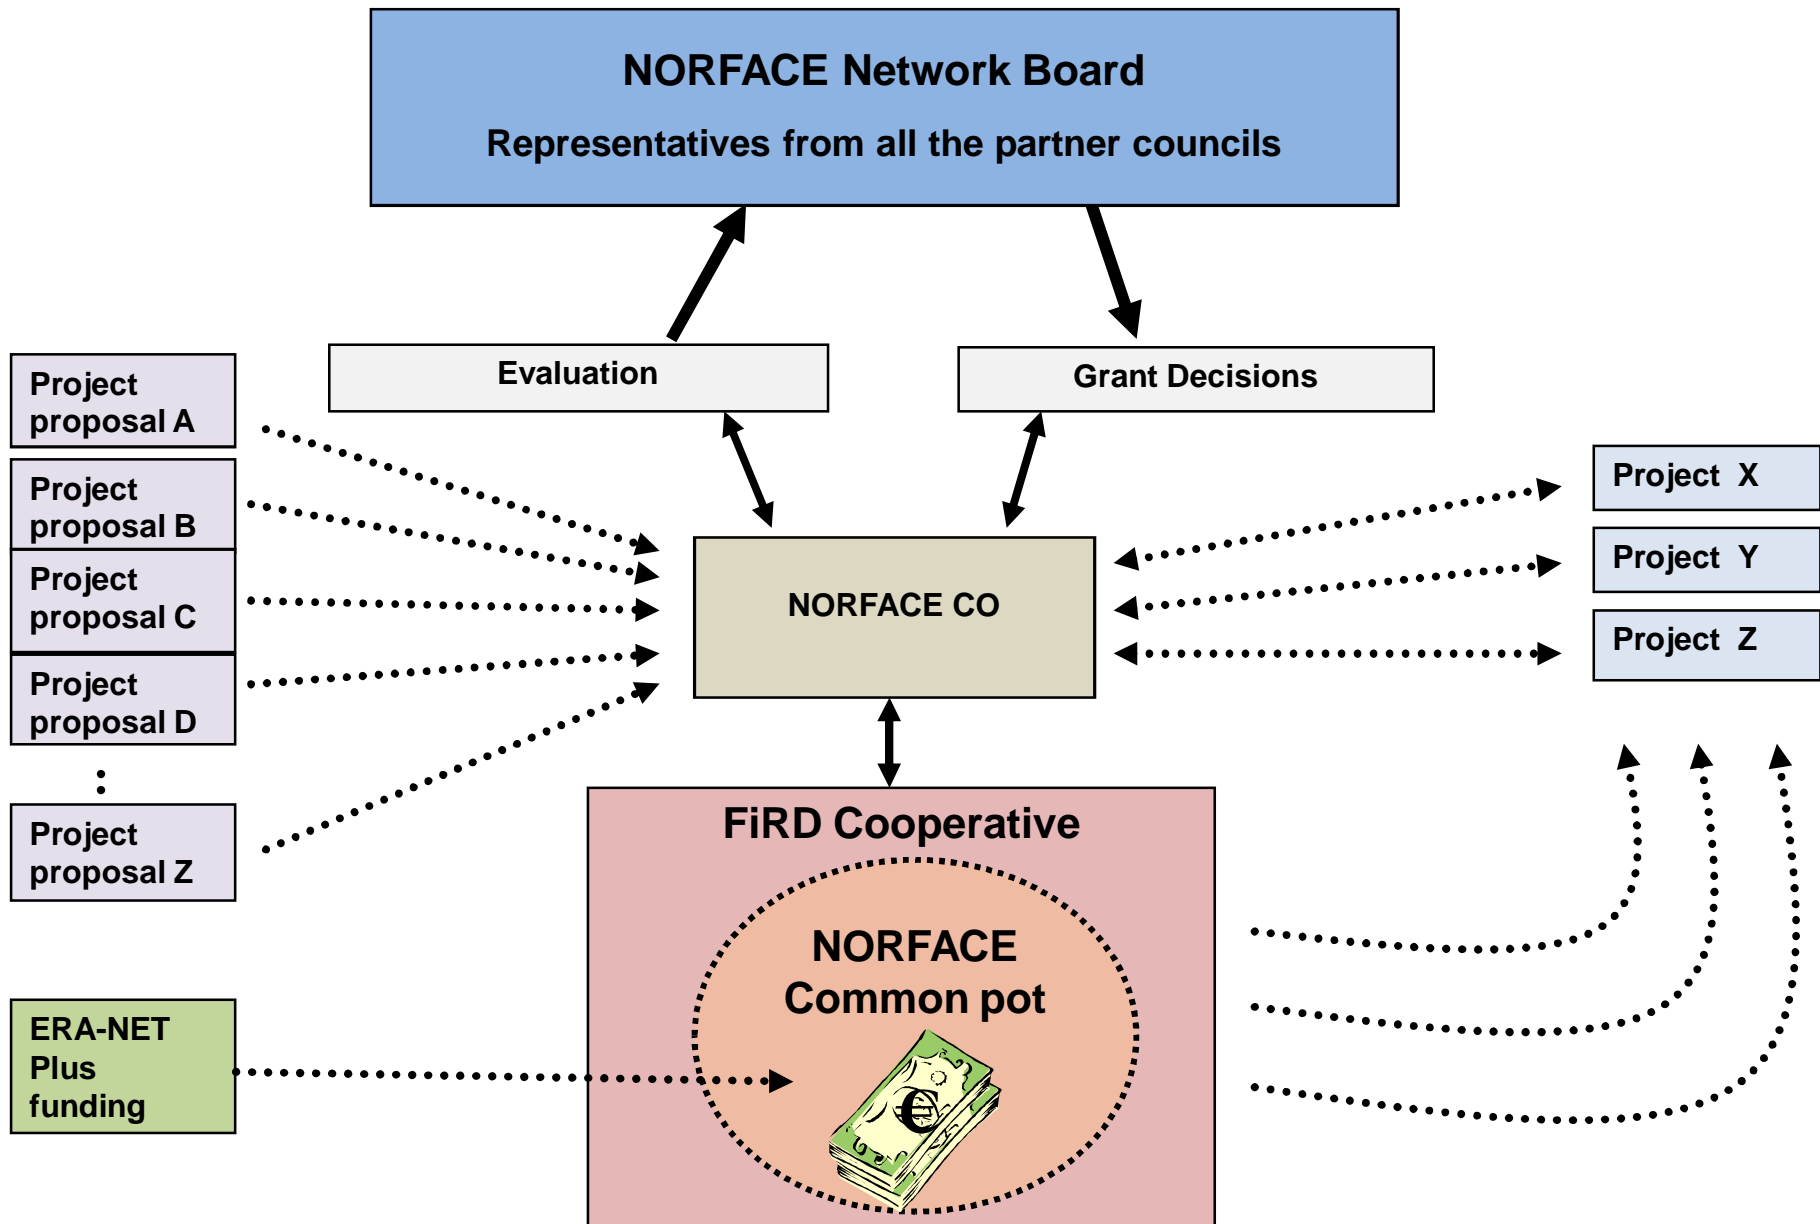 NORFACE Network Board
Representatives from all the partner councils
Evaluation
Grant Decisions
Project
proposal A
Project
proposal B
Project
proposal C
Project
proposal D
Project
proposal Z
NORFACE CO
Project X
Project Y
Project Z
FiRD Cooperative
NORFACE
Common pot
€
ERA-NET
Plus
funding